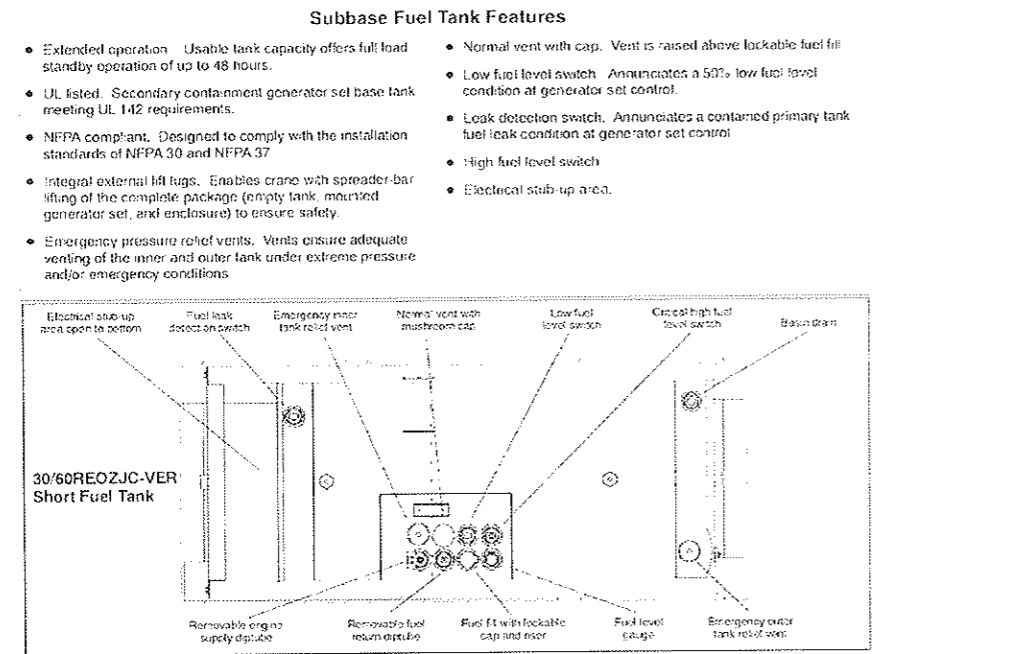 Subbase Fuel Tank Features
● Extended operation Usable tank capacity offers full load
standby operation of up to 48 hours.
● UL listed. Secondary containment generator set base tank
meeting UL 142 requirements.
● NFPA compliant. Designed to comply with the installation
standards of NFPA 30 and NFPA 37
● Integral external lift lugs. Enables crane with spreader-bar
lifting of the complete package (empty tank, mounted
generator set, and enclosure) to ensure safety.
● Emergency pressure relief vents. Vents ensure adequate
venting of the inner and outer tank under extreme pressure
and/or emergency conditions
● Normal vent with cap. Vent is raised above lockable fuel fill
● Low fuel level switch Annunciates a 50% low fuel level
condition at generator set control.
● Leak detection switch. Annunciates a contained primary tank
fuel leak condition at generator set control
● High fuel level switch
● Electrical stub-up area.
Electrical stub-up
area open to bottom
Fuel leak
detection switch
Emergency inner
tank relief vent
Normal vent with
mushroom cap
Low fuel
level switch
Critical high fuel
level switch
Basin drain
30/60REOZJC-VER
Short Fuel Tank
Removable engine
supply diptube
Removable fuel
return diptube
Fuel fill with lockable
cap and riser
Fuel level
gauge
Emergency outer
tank relief vent